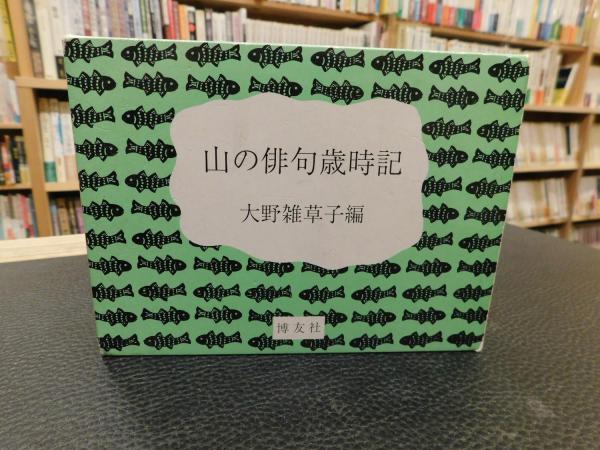 山の俳句歳時記
大野雑草子編
博友社